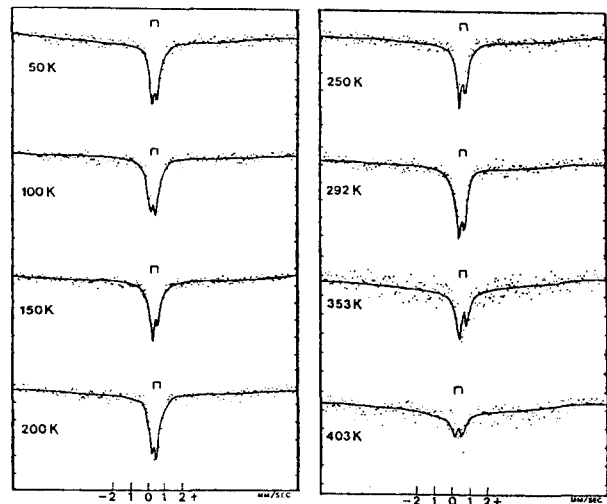 50K
100K
150K
200K
-2 1 0 1 2+ MM/SEC
250K
292K
353K
403K
-2 1 0 1 2+ MM/SEC